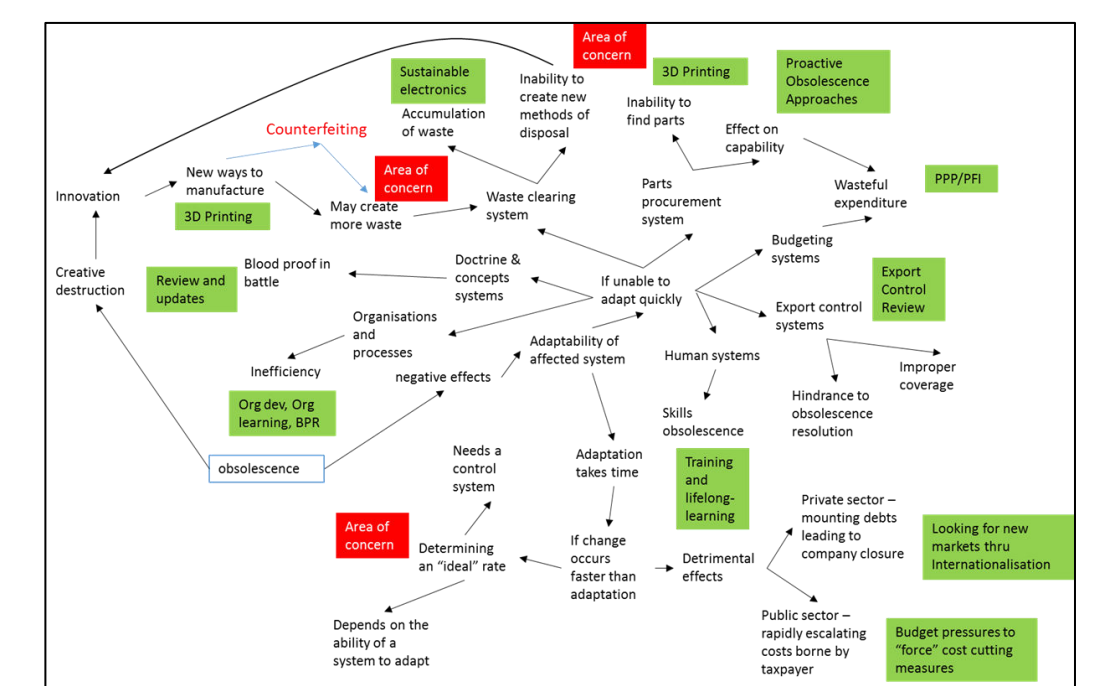 Area of
concern
Sustainable
electronics
3D Printing
Proactive
Obsolescence
Approaches
Inability to
create new
methods of
disposal
Accumulation
of waste
Inability to
find parts
Effect on
capability
Counterfeiting
New ways to
manufacture
Area of
concern
Innovation
3D Printing
May create
more waste
Waste clearing
system
Parts
procurement
system
Wasteful
expenditure
PPP/PFI
Budgeting
systems
Creative
destruction
Review and
updates
Blood proof in
battle
Doctrine &
concepts
systems
If unable to
adapt quickly
Export
Control
Review
Export control
systems
Organisations
and
processes
Adaptability of
affected system
Human systems
Improper
coverage
Inefficiency
negative effects
Hindrance to
obsolescence
resolution
Org dev, Org
learning, BPR
Skills
obsolescence
obsolescence
Needs a
control
system
Adaptation
takes time
Training
and
lifelong-
learning
Private sector –
mounting debts
leading to
company closure
Looking for new
markets thru
Internationalisation
Area of
concern
Determining
an “ideal” rate
If change
occurs
faster than
adaptation
Detrimental
effects
Depends on the
ability of a
system to adapt
Public sector –
rapidly escalating
costs borne by
taxpayer
Budget pressures to
“force” cost cutting
measures